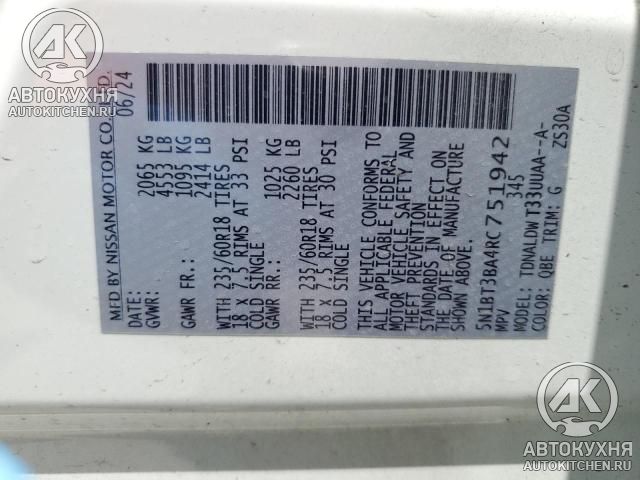 MFD BY NISSAN MOTOR CO., LTD.
DATE: 06/24
GVWR: 2065 KG
4553 LB
GAWR FR.: 1095 KG
2414 LB
WITH 235/60R18 TIRES
18 x 7.5 RIMS AT 33 PSI
COLD SINGLE
GAWR RR.: 1025 KG
2260 LB
WITH 235/60R18 TIRES
18 x 7.5 RIMS AT 30 PSI
COLD SINGLE
THIS VEHICLE CONFORMS TO
ALL APPLICABLE FEDERAL
MOTOR VEHICLE SAFETY AND
THEFT PREVENTION
STANDARDS IN EFFECT ON
THE DATE OF MANUFACTURE
SHOWN ABOVE.
5N1BT3BA4RC751942
MPV 345
MODEL: TDNALDWT33UUAA--A-
COLOR: QBE TRIM: G ZS30A
АК
АВТОКУХНЯ
AUTOKITCHEN.RU
АК
АВТОКУХНЯ
AUTOKITCHEN.RU